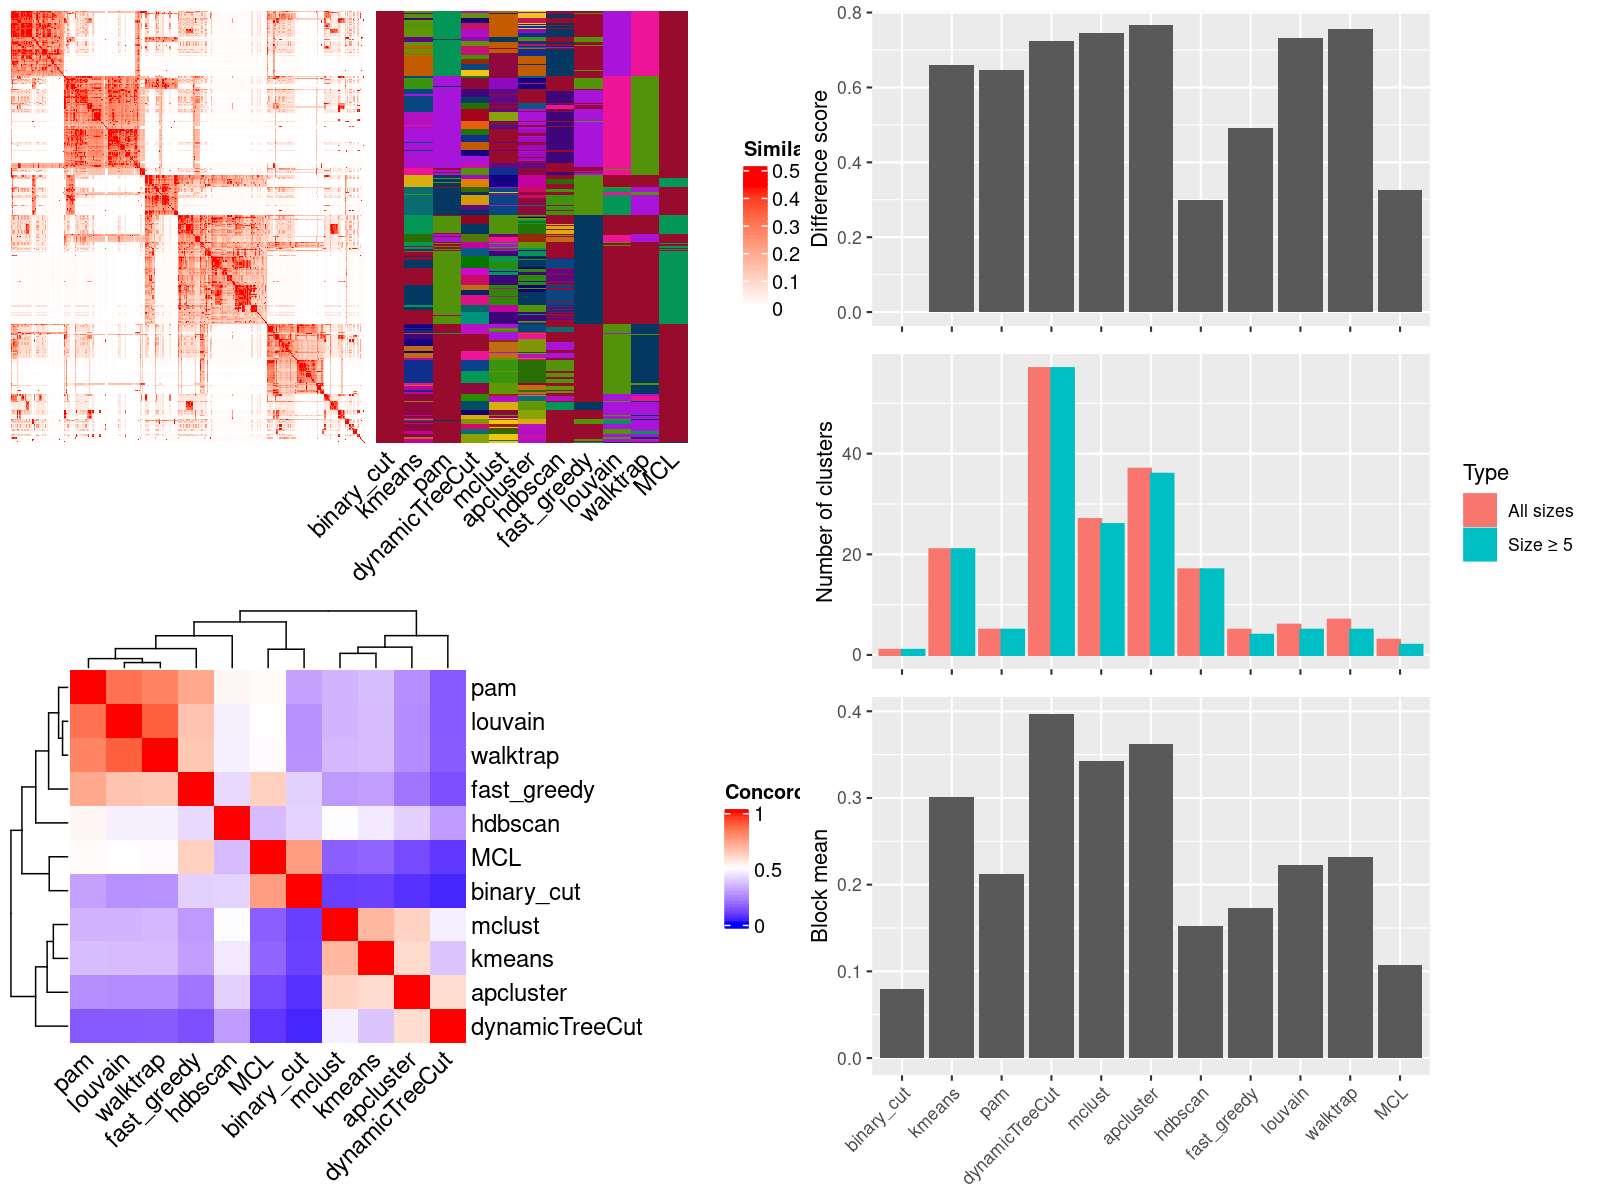 Simila
0.5
0.4
0.3
0.2
0.1
0
binary_cut
kmeans
pam
dynamicTreeCut
mclust
apcluster
hdbscan
fast_greedy
louvain
walktrap
MCL
Difference score
0.8
0.6
0.4
0.2
0.0
Number of clusters
40
20
0
Type
All sizes
Size ≥ 5
pam
louvain
walktrap
fast_greedy
hdbscan
MCL
binary_cut
mclust
kmeans
apcluster
dynamicTreeCut
pam
louvain
walktrap
fast_greedy
hdbscan
MCL
binary_cut
mclust
kmeans
apcluster
dynamicTreeCut
Concord
1
0.5
0
Block mean
0.4
0.3
0.2
0.1
0.0
binary_cut
kmeans
pam
dynamicTreeCut
mclust
apcluster
hdbscan
fast_greedy
louvain
walktrap
MCL